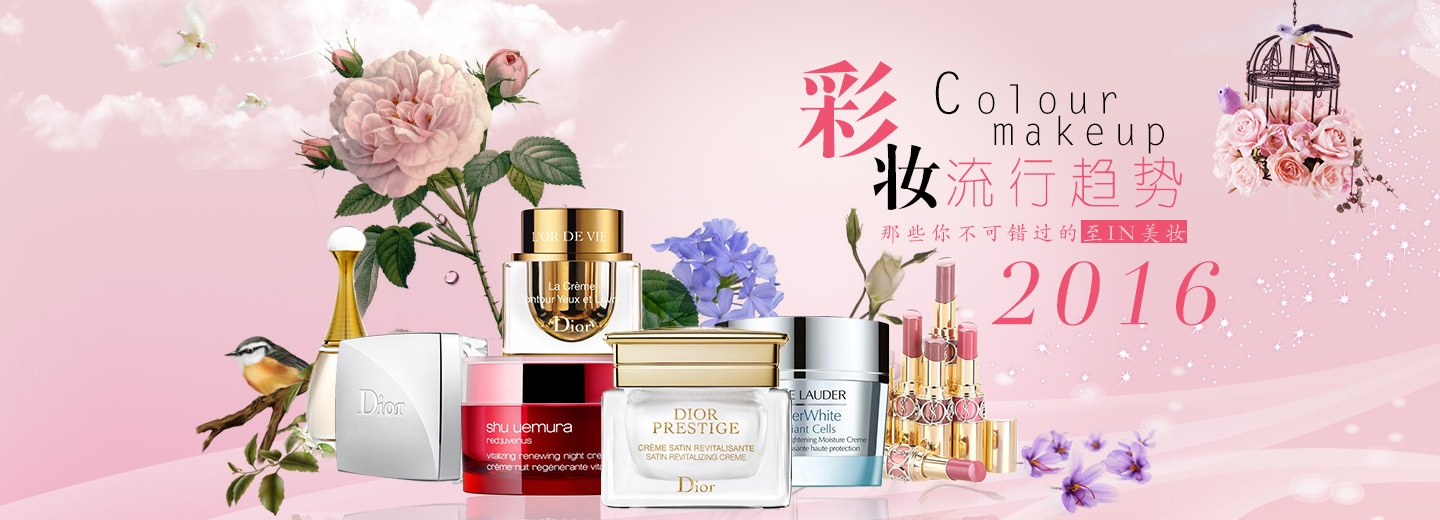 彩妆流行趋势
Colour
makeup
那些你不可错过的至IN美妆
2016
L'OR DE VIE
La Crème
Contour Yeux et Lèvres
Dior
Dior
shu uemura
red:juvenus
vitalizing renewing night cre
crème nuit régénérante vita
DIOR
PRESTIGE
CRÈME SATIN REVITALISANTE
SATIN REVITALIZING CREME
Dior
E LAUDER
erWhite
iant Cells
ghtening Moisture Creme
issante haute protection